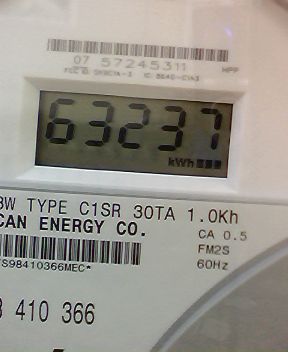 07 57245311
HPP
63237
kWh
3W TYPE C1SR 30TA 1.0Kh
CAN ENERGY CO.
CA 0.5
FM2S
60Hz
S98410366MEC*
410 366